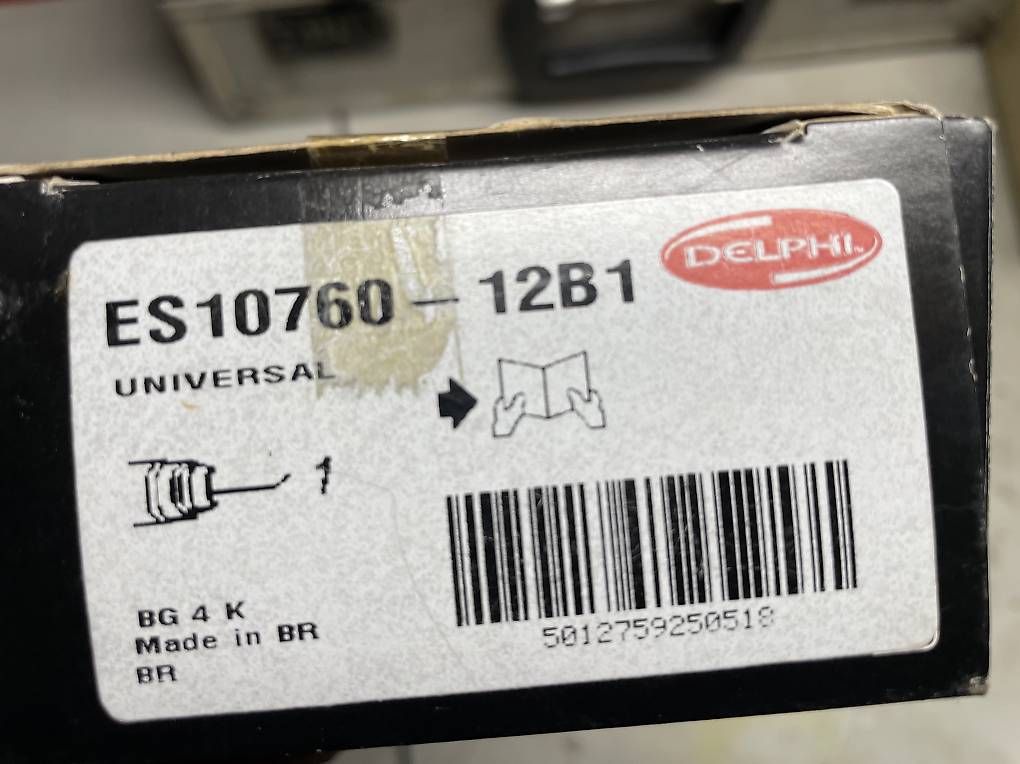 ES10760-12B1
DELPHI
UNIVERSAL
1
5012759250518
BG 4 K
Made in BR
BR